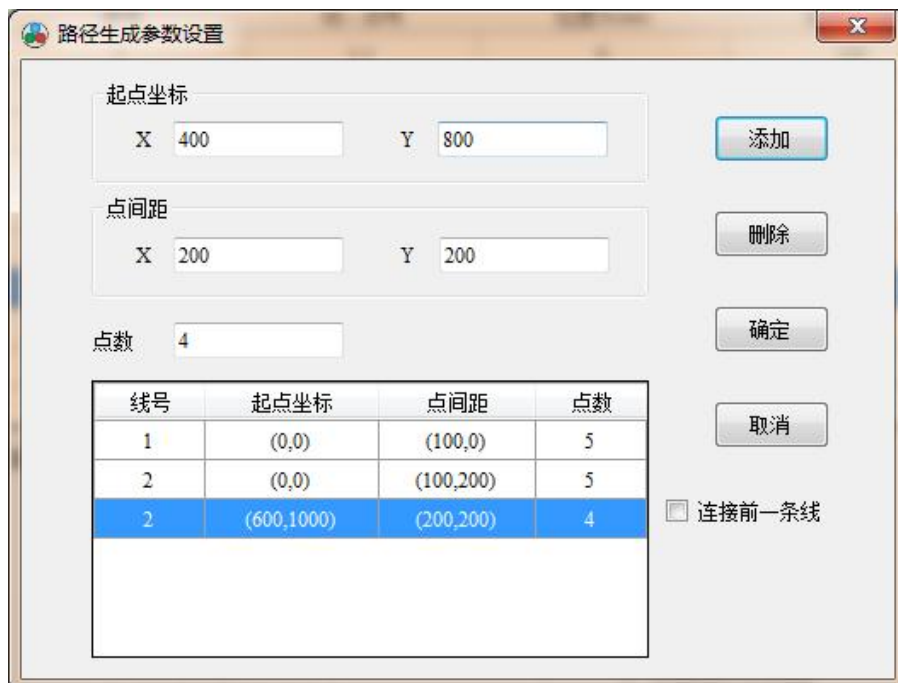 路径生成参数设置
起点坐标
X 400 Y 800
添加
点间距
X 200 Y 200
删除
点数 4
确定
线号 起点坐标 点间距 点数
1 (0,0) (100,0) 5
取消
2 (0,0) (100,200) 5
2 (600,1000) (200,200) 4
连接前一条线